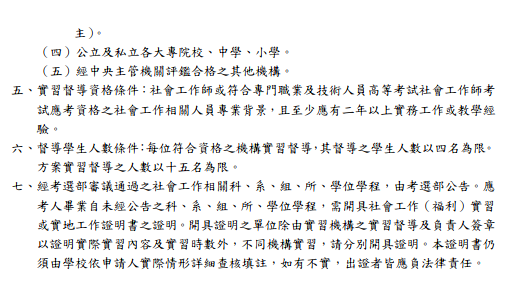 主）。
（四）公立及私立各大專院校、中學、小學。
（五）經中央主管機關評鑑合格之其他機構。
五、實習督導資格條件：社會工作師或符合專門職業及技術人員高等考試社會工作師考
試應考資格之社會工作相關人員專業背景，且至少應有二年以上實務工作或教學經
驗。
六、督導學生人數條件：每位符合資格之機構實習督導，其督導之學生人數以四名為限。
方案實習督導之人數以十五名為限。
七、經考選部審議通過之社會工作相關科、系、組、所、學位學程，由考選部公告。應
考人畢業自未經公告之科、系、組、所、學位學程，需開具社會工作（福利）實習
或實地工作證明書之證明。開具證明之單位除由實習機構之實習督導及負責人簽章
以證明實際實習內容及實習時數外，不同機構實習，請分別開具證明。本證明書仍
須由學校依申請人實際情形詳細查核填註，如有不實，出證者皆應負法律責任。